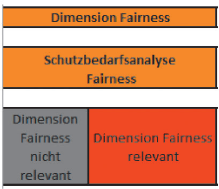 Dimension Fairness
Schutzbedarfsanalyse
Fairness
Dimension
Fairness
nicht
relevant
Dimension Fairness
relevant